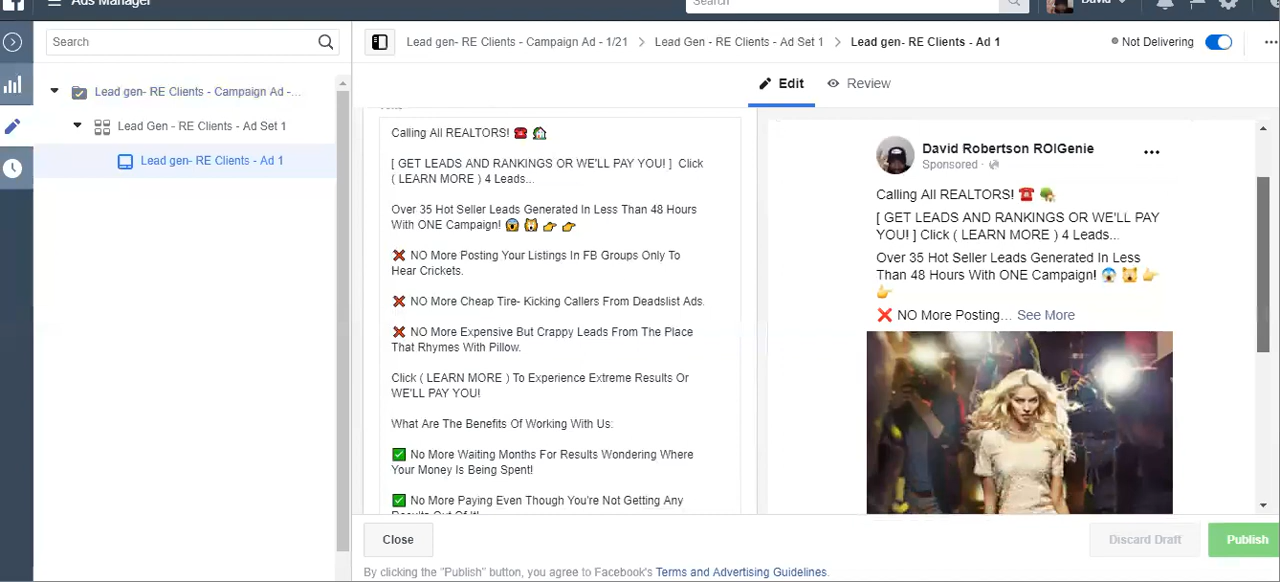 Ads Manager
Search
David
Search
Lead gen- RE Clients - Campaign Ad - 1/21
Lead Gen - RE Clients - Ad Set 1
Lead gen- RE Clients - Ad 1
Not Delivering
Edit
Review
Lead gen- RE Clients - Campaign Ad -...
Lead Gen - RE Clients - Ad Set 1
Lead gen- RE Clients - Ad 1
Calling All REALTORS! ☎️ 🏡
[ GET LEADS AND RANKINGS OR WE'LL PAY YOU! ] Click
( LEARN MORE ) 4 Leads...
Over 35 Hot Seller Leads Generated In Less Than 48 Hours
With ONE Campaign! 😱 🙀 👉 👉
❌ NO More Posting Your Listings In FB Groups Only To
Hear Crickets.
❌ NO More Cheap Tire- Kicking Callers From Deadslist Ads.
❌ NO More Expensive But Crappy Leads From The Place
That Rhymes With Pillow.
Click ( LEARN MORE ) To Experience Extreme Results Or
WE'LL PAY YOU!
What Are The Benefits Of Working With Us:
✅ No More Waiting Months For Results Wondering Where
Your Money Is Being Spent!
✅ No More Paying Even Though You're Not Getting Any
Results Out Of It!
David Robertson ROIGenie
Sponsored ·
Calling All REALTORS! ☎️ 🏡
[ GET LEADS AND RANKINGS OR WE'LL PAY
YOU! ] Click ( LEARN MORE ) 4 Leads...
Over 35 Hot Seller Leads Generated In Less
Than 48 Hours With ONE Campaign! 😱 🙀 👉
👉
❌ NO More Posting... See More
Close
Discard Draft
Publish
By clicking the "Publish" button, you agree to Facebook's Terms and Advertising Guidelines.